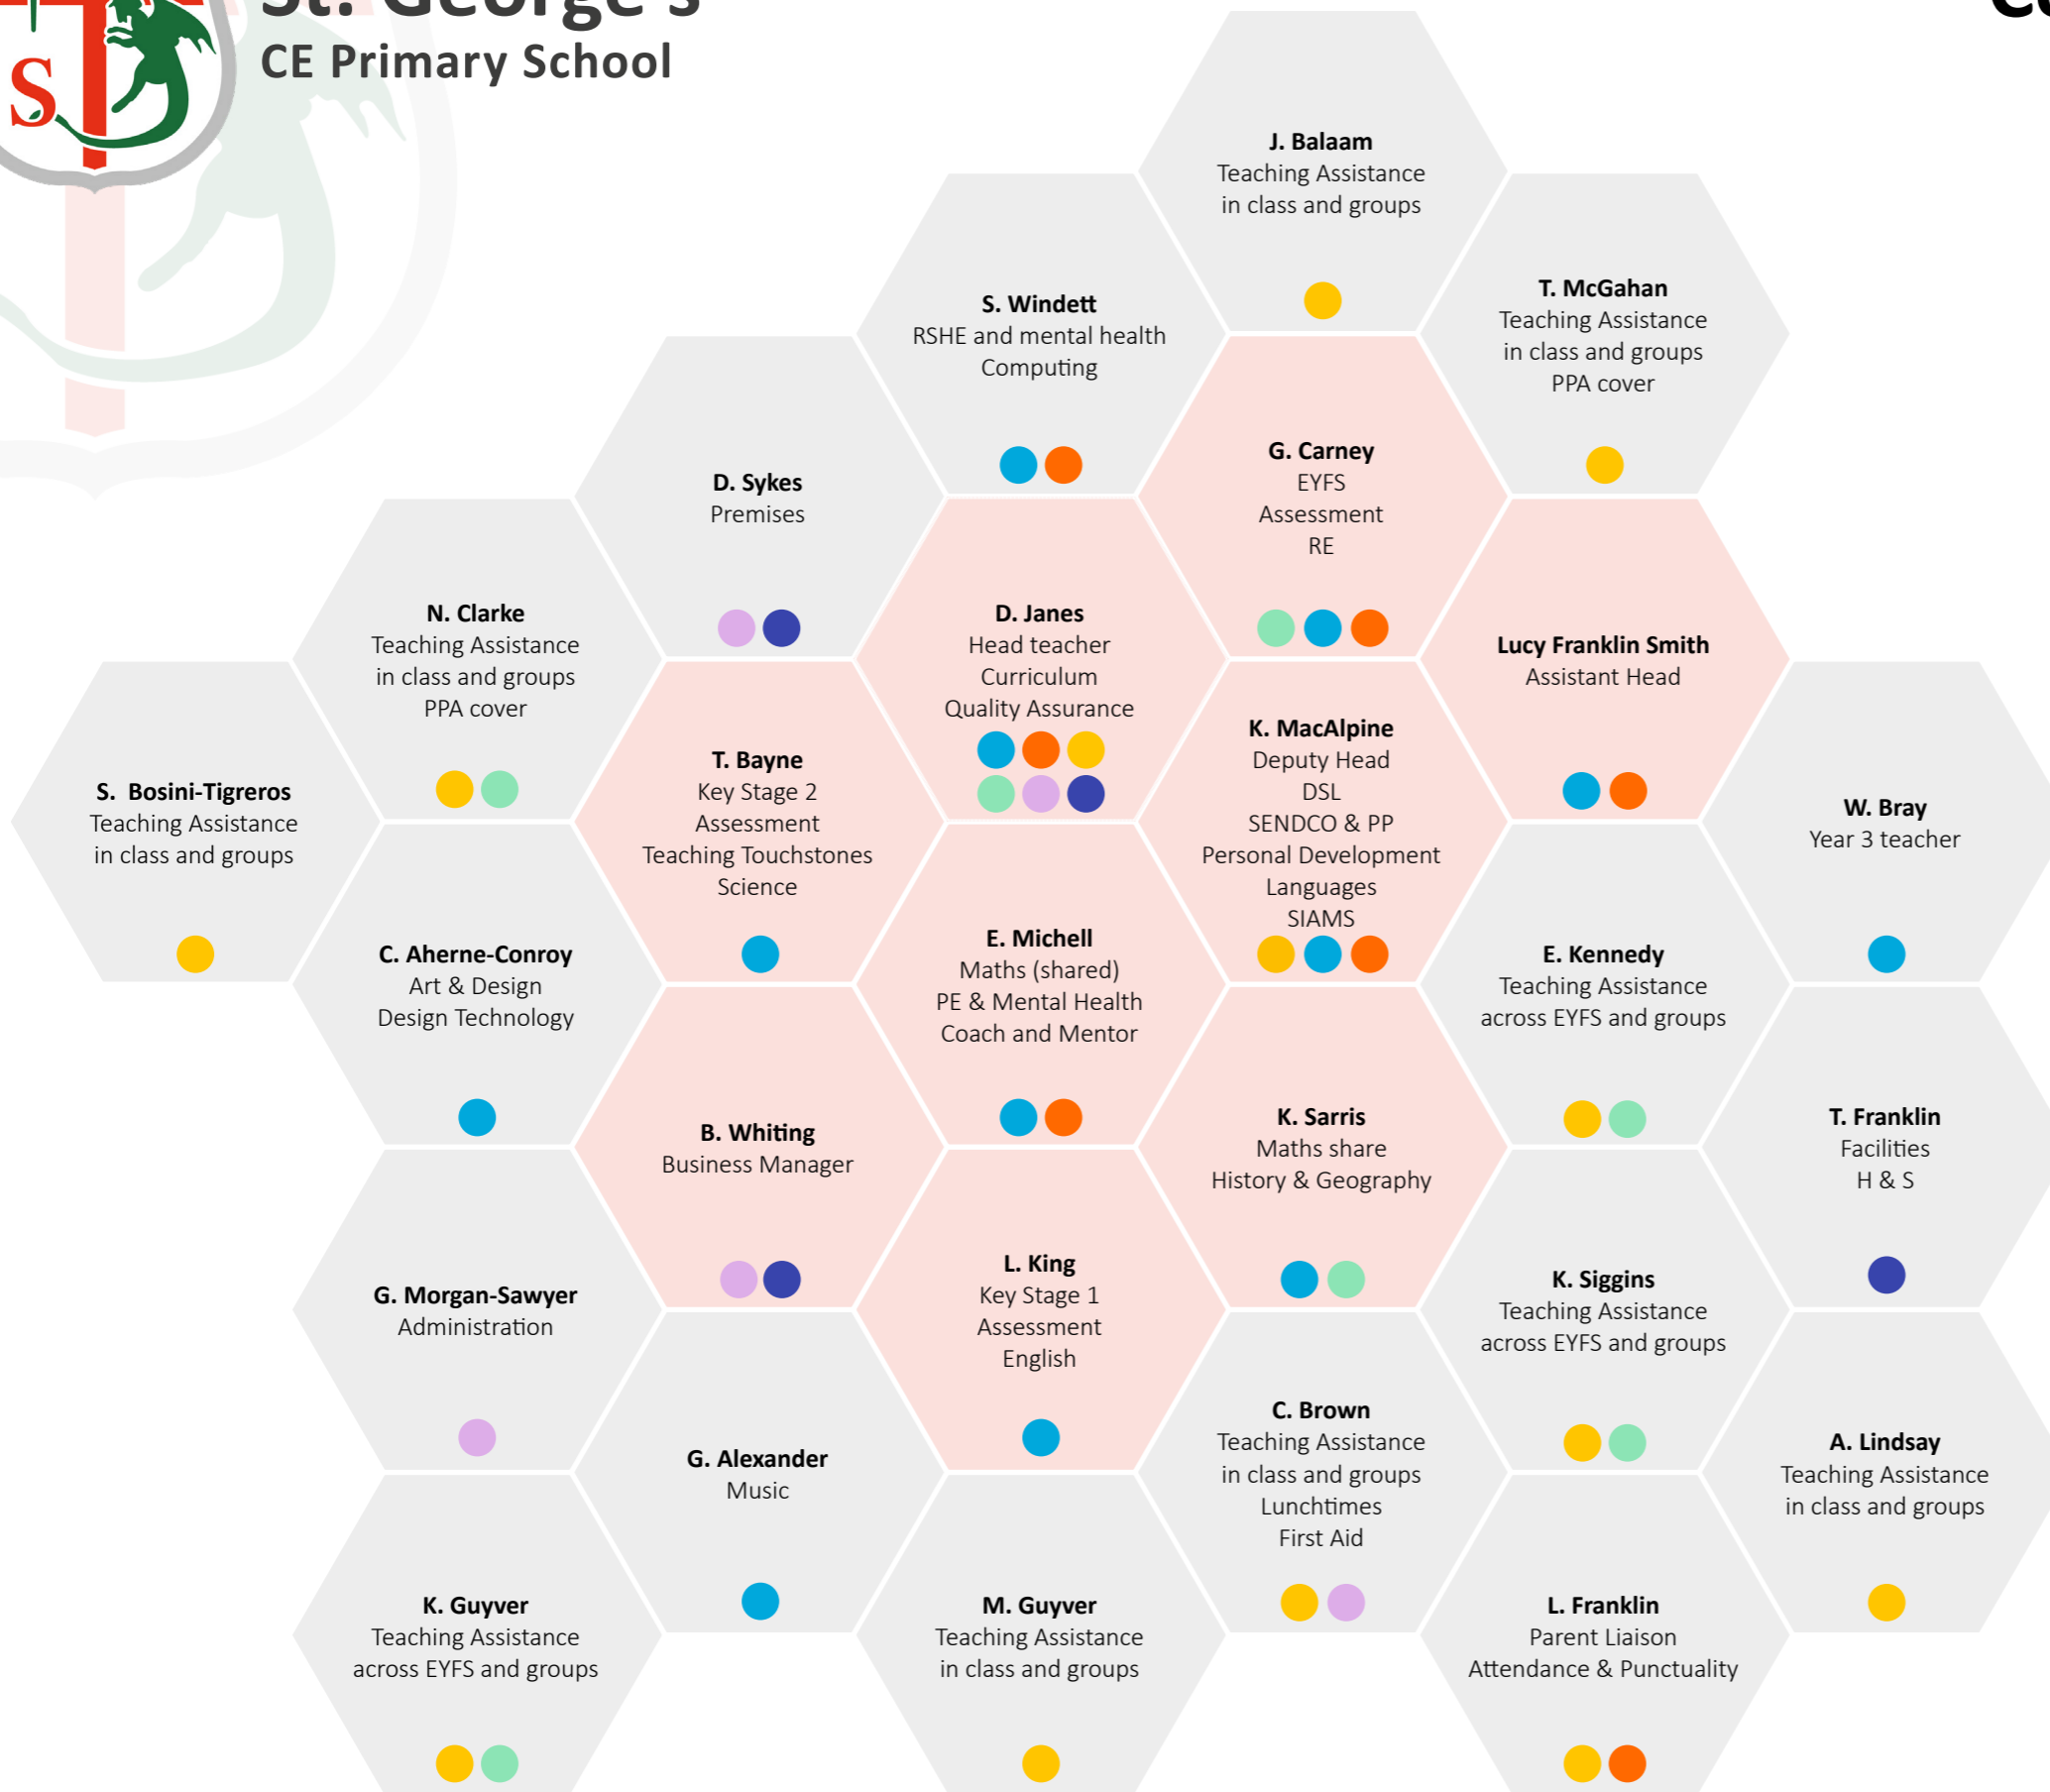 St. George's
CE Primary School
S
J. Balaam
Teaching Assistance
in class and groups
S. Windett
RSHE and mental health
Computing
T. McGahan
Teaching Assistance
in class and groups
PPA cover
D. Sykes
Premises
G. Carney
EYFS
Assessment
RE
N. Clarke
Teaching Assistance
in class and groups
PPA cover
D. Janes
Head teacher
Curriculum
Quality Assurance
Lucy Franklin Smith
Assistant Head
S. Bosini-Tigreros
Teaching Assistance
in class and groups
T. Bayne
Key Stage 2
Assessment
Teaching Touchstones
Science
K. MacAlpine
Deputy Head
DSL
SENDCO & PP
Personal Development
Languages
SIAMS
W. Bray
Year 3 teacher
C. Aherne-Conroy
Art & Design
Design Technology
E. Michell
Maths (shared)
PE & Mental Health
Coach and Mentor
E. Kennedy
Teaching Assistance
across EYFS and groups
B. Whiting
Business Manager
K. Sarris
Maths share
History & Geography
T. Franklin
Facilities
H & S
G. Morgan-Sawyer
Administration
L. King
Key Stage 1
Assessment
English
K. Siggins
Teaching Assistance
across EYFS and groups
G. Alexander
Music
C. Brown
Teaching Assistance
in class and groups
Lunchtimes
First Aid
A. Lindsay
Teaching Assistance
in class and groups
K. Guyver
Teaching Assistance
across EYFS and groups
M. Guyver
Teaching Assistance
in class and groups
L. Franklin
Parent Liaison
Attendance & Punctuality